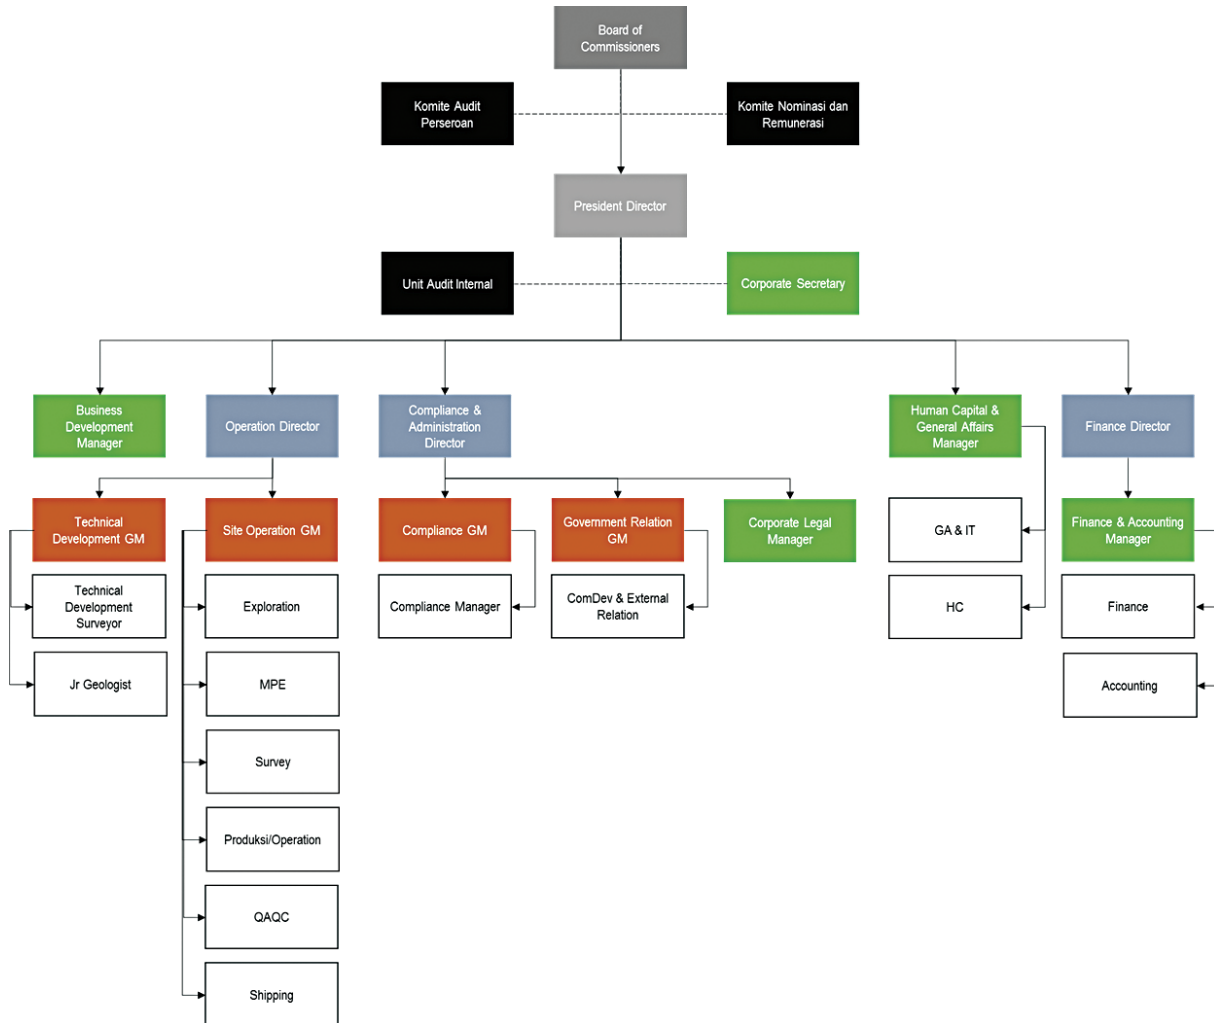 Board of
Commissioners
Komite Audit
Perseroan
Komite Nominasi dan
Remunerasi
President Director
Unit Audit Internal
Corporate Secretary
Business
Development
Manager
Operation Director
Compliance &
Administration
Director
Human Capital &
General Affairs
Manager
Finance Director
Technical
Development GM
Site Operation GM
Compliance GM
Government Relation
GM
Corporate Legal
Manager
GA & IT
Finance & Accounting
Manager
Technical
Development
Surveyor
Exploration
Compliance Manager
ComDev & External
Relation
HC
Finance
Jr Geologist
MPE
Accounting
Survey
Produksi/Operation
QAQC
Shipping